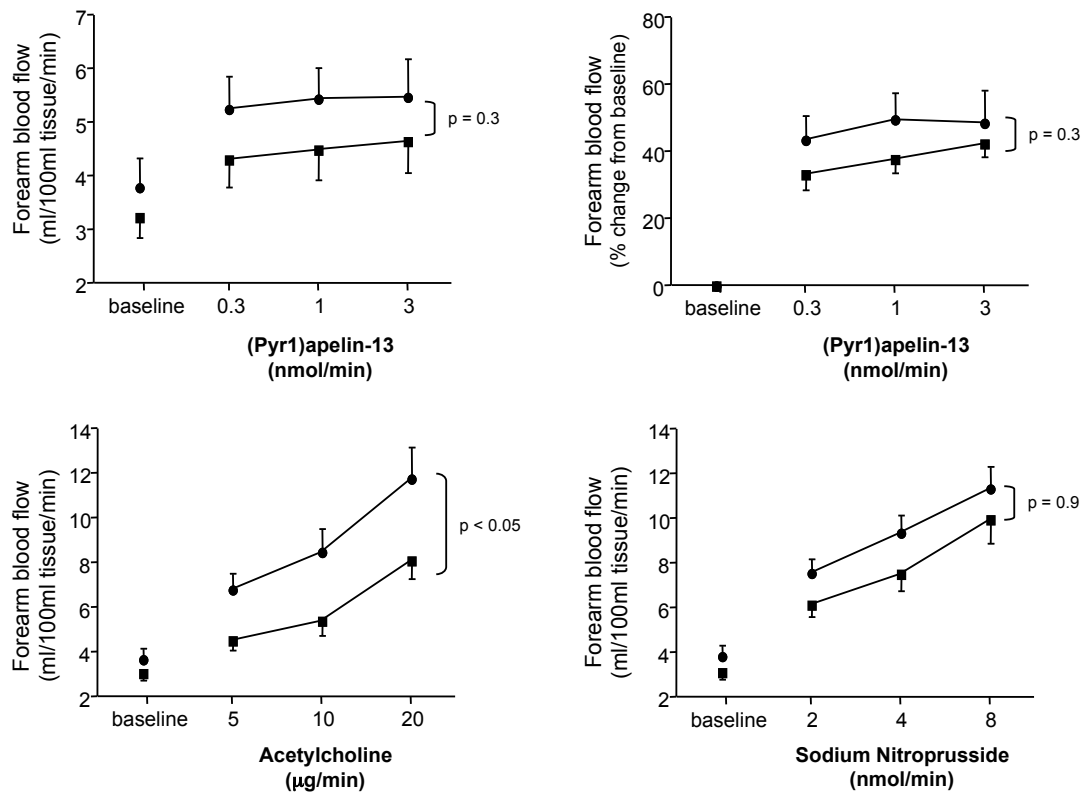 Forearm blood flow
(ml/100ml tissue/min)
7
6
5
4
3
2
p = 0.3
baseline
0.3
1
3
(Pyr1)apelin-13
(nmol/min)
Forearm blood flow
(% change from baseline)
80
60
40
20
0
p = 0.3
baseline
0.3
1
3
(Pyr1)apelin-13
(nmol/min)
Forearm blood flow
(ml/100ml tissue/min)
14
12
10
8
6
4
2
p < 0.05
baseline
5
10
20
Acetylcholine
(μg/min)
Forearm blood flow
(ml/100ml tissue/min)
14
12
10
8
6
4
2
p = 0.9
baseline
2
4
8
Sodium Nitroprusside
(nmol/min)